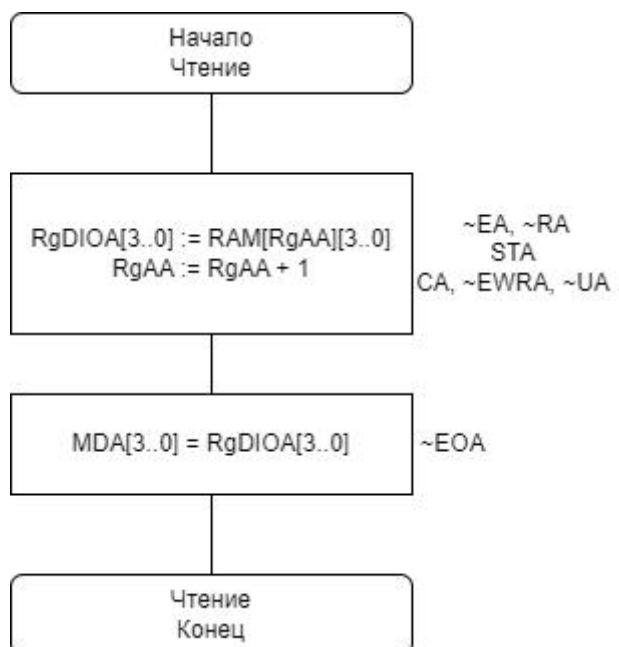 Начало
Чтение
RgDIOA[3..0] := RAM[RgAA][3..0]
RgAA := RgAA + 1
~EA, ~RA
STA
CA, ~EWRA, ~UA
MDA[3..0] = RgDIOA[3..0]
~EOA
Чтение
Конец